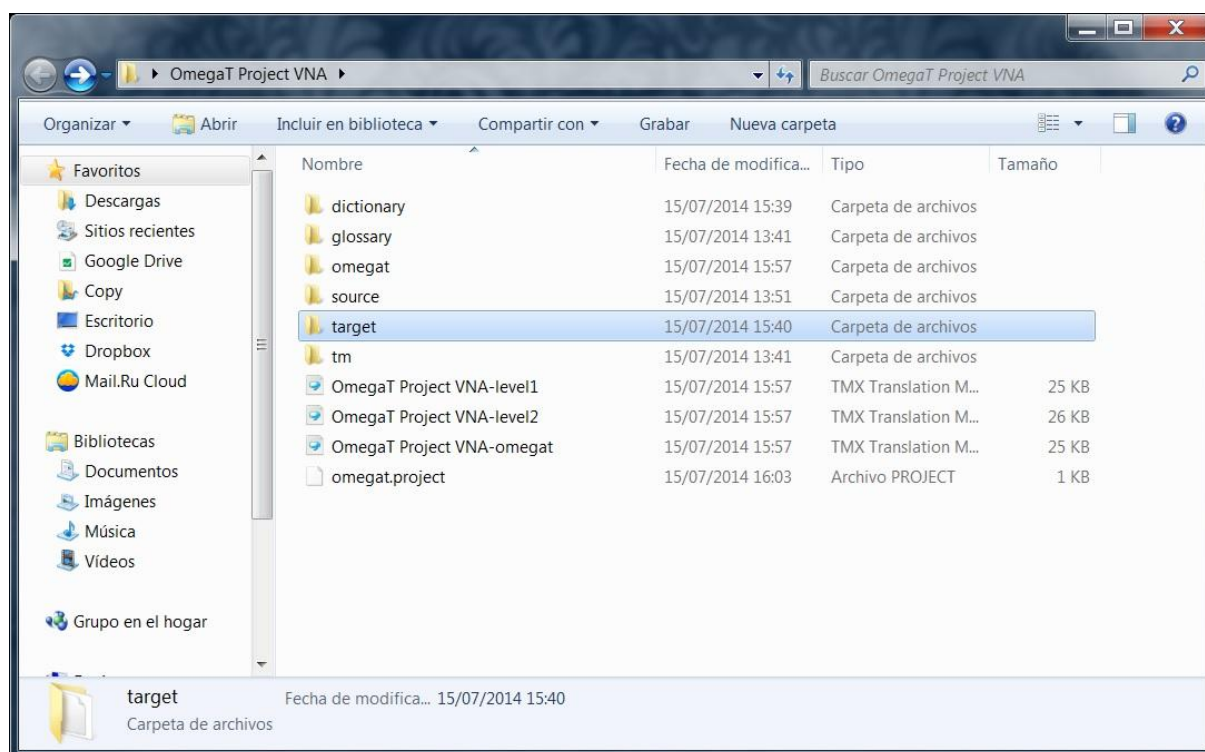 OmegaT Project VNA
Buscar OmegaT Project VNA
Organizar Abrir Incluir en biblioteca Compartir con Grabar Nueva carpeta
Favoritos
Descargas
Sitios recientes
Google Drive
Copy
Escritorio
Dropbox
Mail.Ru Cloud
Bibliotecas
Documentos
Imágenes
Música
Vídeos
Grupo en el hogar
Nombre Fecha de modifica... Tipo Tamaño
dictionary 15/07/2014 15:39 Carpeta de archivos
glossary 15/07/2014 13:41 Carpeta de archivos
omegat 15/07/2014 15:57 Carpeta de archivos
source 15/07/2014 13:51 Carpeta de archivos
target 15/07/2014 15:40 Carpeta de archivos
tm 15/07/2014 13:41 Carpeta de archivos
OmegaT Project VNA-level1 15/07/2014 15:57 TMX Translation M... 25 KB
OmegaT Project VNA-level2 15/07/2014 15:57 TMX Translation M... 26 KB
OmegaT Project VNA-omegat 15/07/2014 15:57 TMX Translation M... 25 KB
omegat.project 15/07/2014 16:03 Archivo PROJECT 1 KB
target Fecha de modifica... 15/07/2014 15:40
Carpeta de archivos